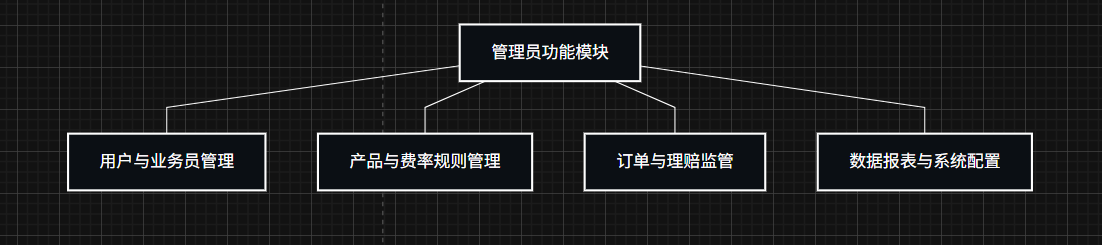 管理员功能模块
用户与业务员管理
产品与费率规则管理
订单与理赔监管
数据报表与系统配置